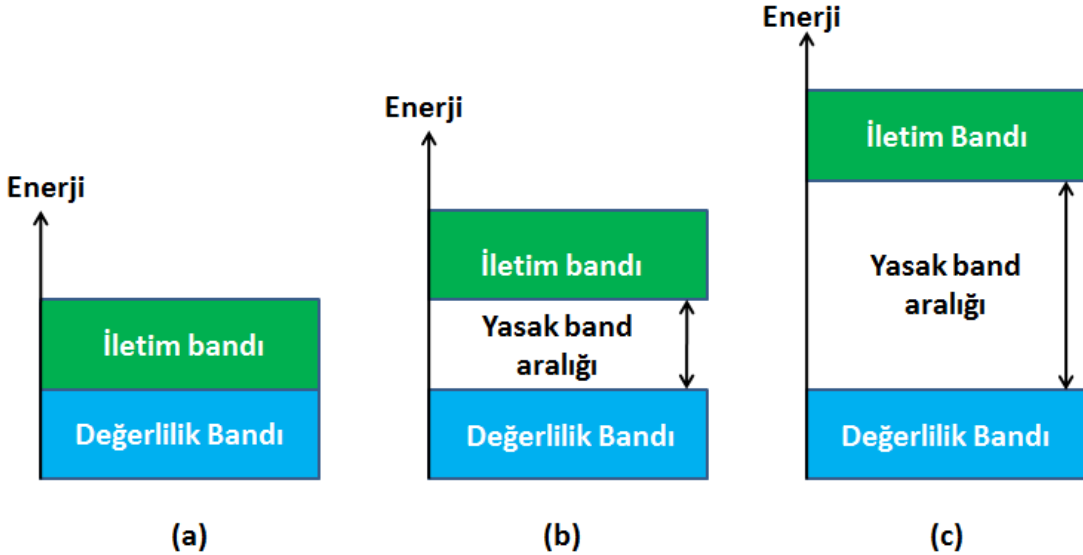 Enerji
İletim bandı
Değerlilik Bandı
(a)
Enerji
İletim bandı
Yasak band
aralığı
Değerlilik Bandı
(b)
Enerji
İletim Bandı
Yasak band
aralığı
Değerlilik Bandı
(c)